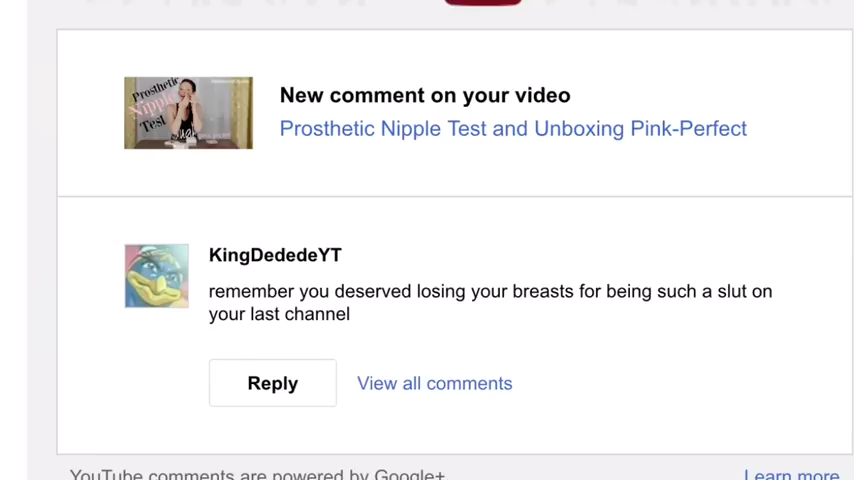 Prosthetic
Nipple
Test
New comment on your video
Prosthetic Nipple Test and Unboxing Pink-Perfect
KingDededeYT
remember you deserved losing your breasts for being such a slut on
your last channel
Reply
View all comments
YouTube comments are powered by Google+
Learn more